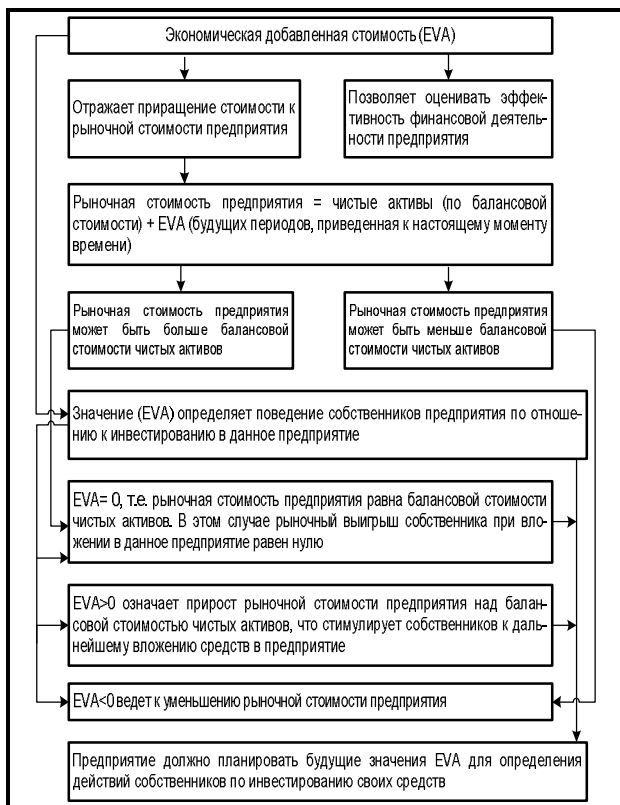 Экономическая добавленная стоимость (EVA)
Отражает приращение стоимости к
рыночной стоимости предприятия
Позволяет оценивать эффек-
тивность финансовой деятель-
ности предприятия
Рыночная стоимость предприятия = чистые активы (по балансовой
стоимости) + EVA (будущих периодов, приведенная к настоящему моменту
времени)
Рыночная стоимость предприятия
может быть больше балансовой
стоимости чистых активов
Рыночная стоимость предприятия
может быть меньше балансовой
стоимости чистых активов
Значение (EVA) определяет поведение собственников предприятия по отноше-
нию к инвестированию в данное предприятие
EVA= 0, т.е. рыночная стоимость предприятия равна балансовой стоимости
чистых активов. В этом случае рыночный выигрыш собственника при вло-
жении в данное предприятие равен нулю
EVA>0 означает прирост рыночной стоимости предприятия над балан-
совой стоимостью чистых активов, что стимулирует собственников к даль-
нейшему вложению средств в предприятие
EVA<0 ведет к уменьшению рыночной стоимости предприятия
Предприятие должно планировать будущие значения EVA для определения
действий собственников по инвестированию своих средств